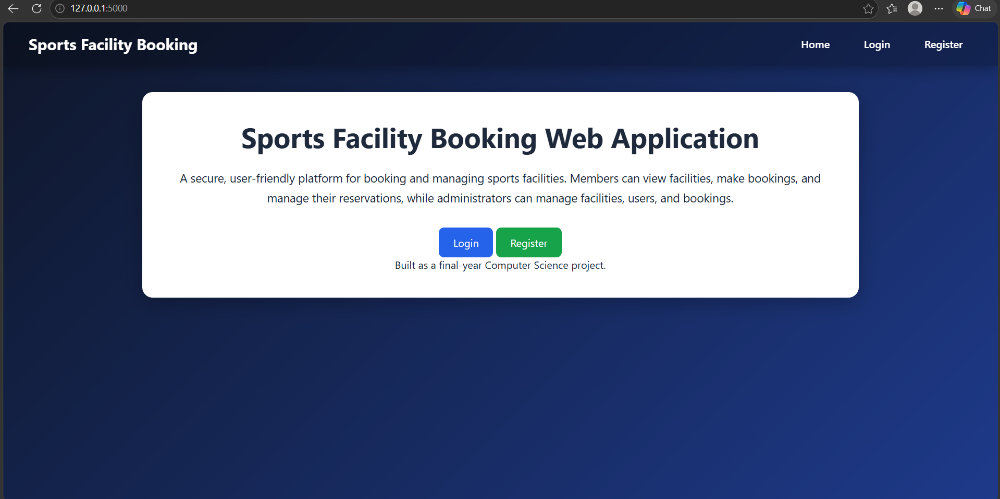 127.0.0.1:5000
Chat
Sports Facility Booking
Home
Login
Register
Sports Facility Booking Web Application
A secure, user-friendly platform for booking and managing sports facilities. Members can view facilities, make bookings, and
manage their reservations, while administrators can manage facilities, users, and bookings.
Login
Register
Built as a final-year Computer Science project.